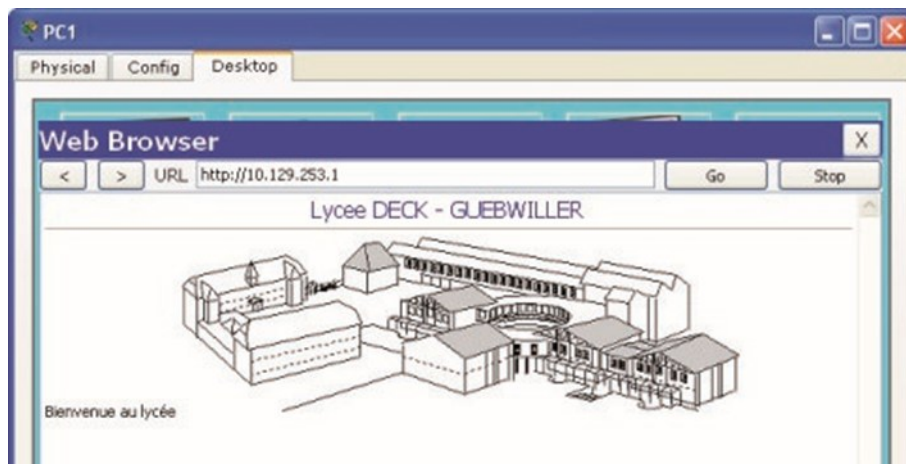 PC1
Physical Config Desktop
Web Browser X
< > URL http://10.129.253.1 Go Stop
Lycee DECK - GUEBWILLER
Bienvenue au lycée